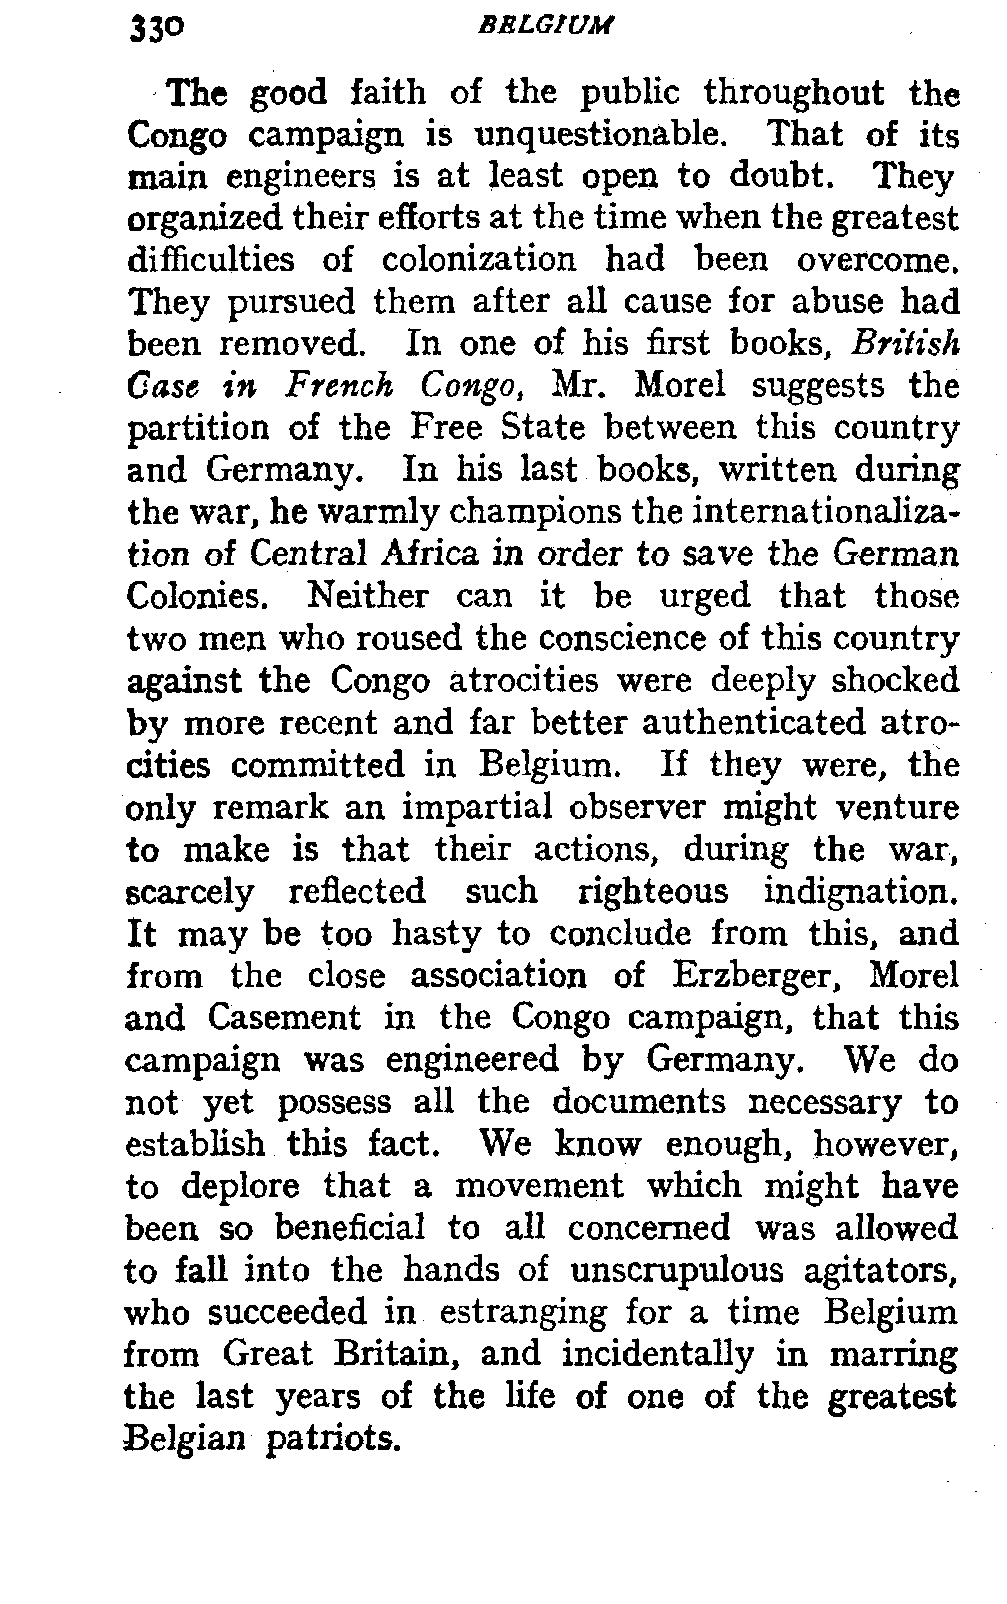 330 BELGIUM
The good faith of the public throughout the
Congo campaign is unquestionable. That of its
main engineers is at least open to doubt. They
organized their efforts at the time when the greatest
difficulties of colonization had been overcome.
They pursued them after all cause for abuse had
been removed. In one of his first books, British
Case in French Congo, Mr. Morel suggests the
partition of the Free State between this country
and Germany. In his last books, written during
the war, he warmly champions the internationaliza-
tion of Central Africa in order to save the German
Colonies. Neither can it be urged that those
two men who roused the conscience of this country
against the Congo atrocities were deeply shocked
by more recent and far better authenticated atro-
cities committed in Belgium. If they were, the
only remark an impartial observer might venture
to make is that their actions, during the war,
scarcely reflected such righteous indignation.
It may be too hasty to conclude from this, and
from the close association of Erzberger, Morel
and Casement in the Congo campaign, that this
campaign was engineered by Germany. We do
not yet possess all the documents necessary to
establish this fact. We know enough, however,
to deplore that a movement which might have
been so beneficial to all concerned was allowed
to fall into the hands of unscrupulous agitators,
who succeeded in estranging for a time Belgium
from Great Britain, and incidentally in marring
the last years of the life of one of the greatest
Belgian patriots.